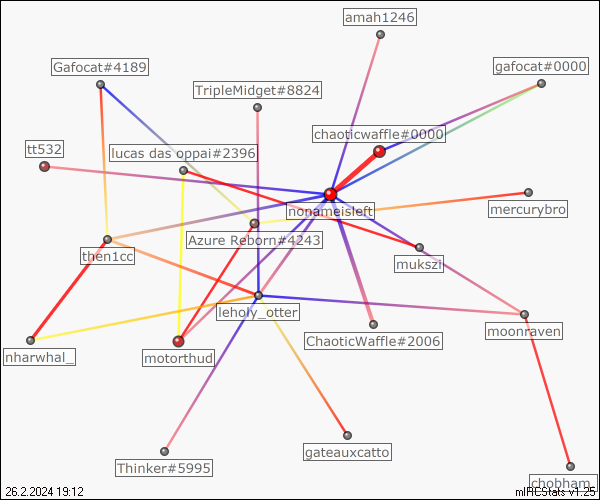 amah1246
Gafocat#4189
gafocat#0000
TripleMidget#8824
chaoticwaffle#0000
tt532
lucas das oppai#2396
nonameisleft
mercurybro
Azure Reborn#4243
then1cc
mukszi
leholy_otter
moonraven
ChaoticWaffle#2006
nharwhal_
motorthud
gateauxcatto
Thinker#5995
chobham_
26.2.2024 19:12
mIRCStats v1.25